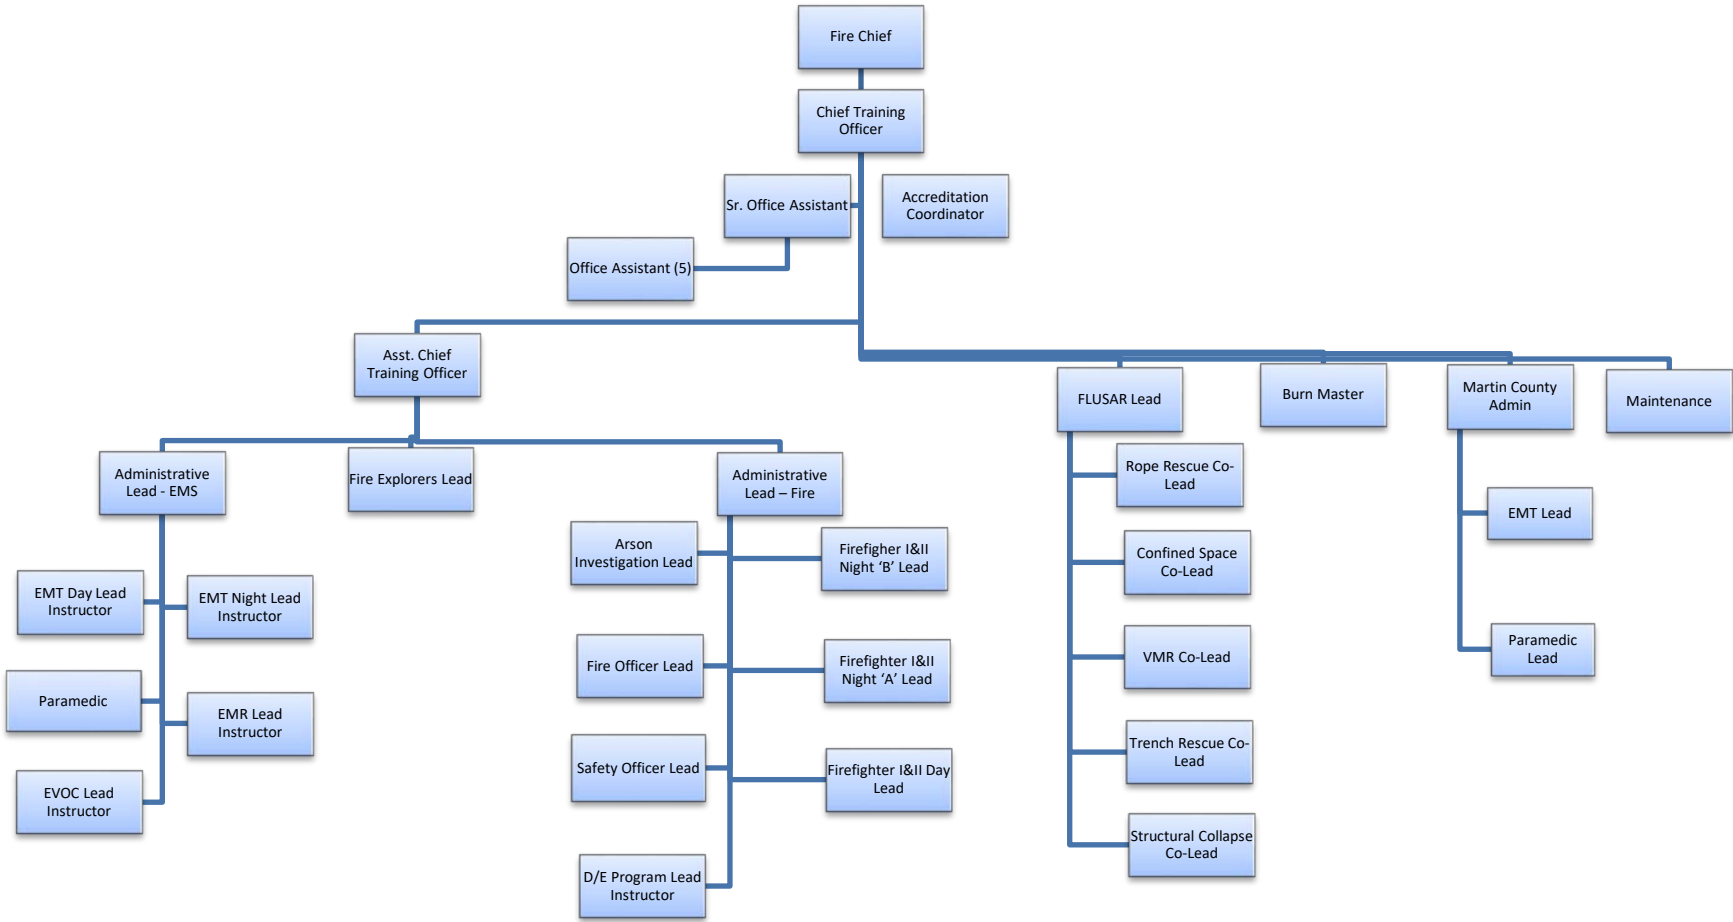 Fire Chief
Chief Training
Officer
Sr. Office Assistant
Accreditation
Coordinator
Office Assistant (5)
Asst. Chief
Training Officer
FLUSAR Lead
Burn Master
Martin County
Admin
Maintenance
Administrative
Lead - EMS
Fire Explorers Lead
Administrative
Lead – Fire
EMT Day Lead
Instructor
EMT Night Lead
Instructor
Paramedic
EMR Lead
Instructor
EVOC Lead
Instructor
Arson
Investigation Lead
Firefigher I&II
Night ‘B’ Lead
Fire Officer Lead
Firefighter I&II
Night ‘A’ Lead
Safety Officer Lead
Firefighter I&II Day
Lead
D/E Program Lead
Instructor
Rope Rescue Co-
Lead
Confined Space
Co-Lead
VMR Co-Lead
Trench Rescue Co-
Lead
Structural Collapse
Co-Lead
EMT Lead
Paramedic
Lead